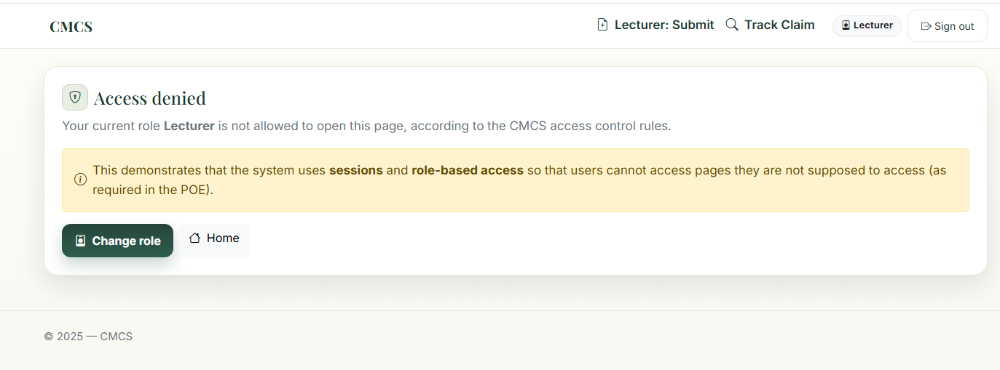 CMCS
Lecturer: Submit
Track Claim
Lecturer
Sign out
Access denied
Your current role Lecturer is not allowed to open this page, according to the CMCS access control rules.
This demonstrates that the system uses sessions and role-based access so that users cannot access pages they are not supposed to access (as
required in the POE).
Change role
Home
© 2025 — CMCS